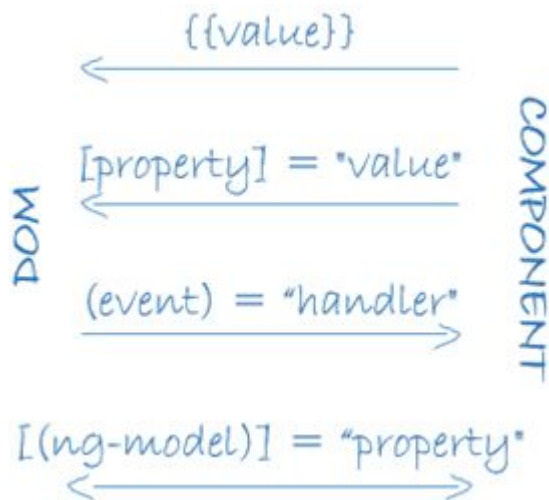 {{value}}
[property] = "value"
DOM
COMPONENT
(event) = "handler"
[(ng-model)] = "property"